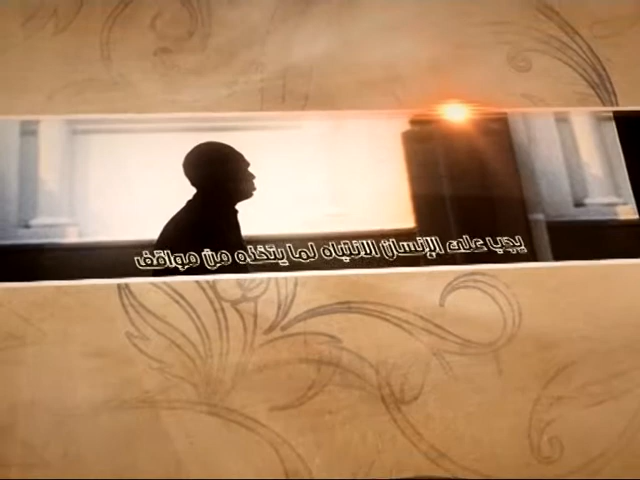 يجب على الإنسان الانتباه لما يتخذه من مواقف